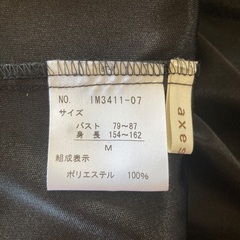 NO. IM3411-07
サイズ
バスト 79〜87
身長 154〜162
M
組成表示
ポリエステル 100%
axes